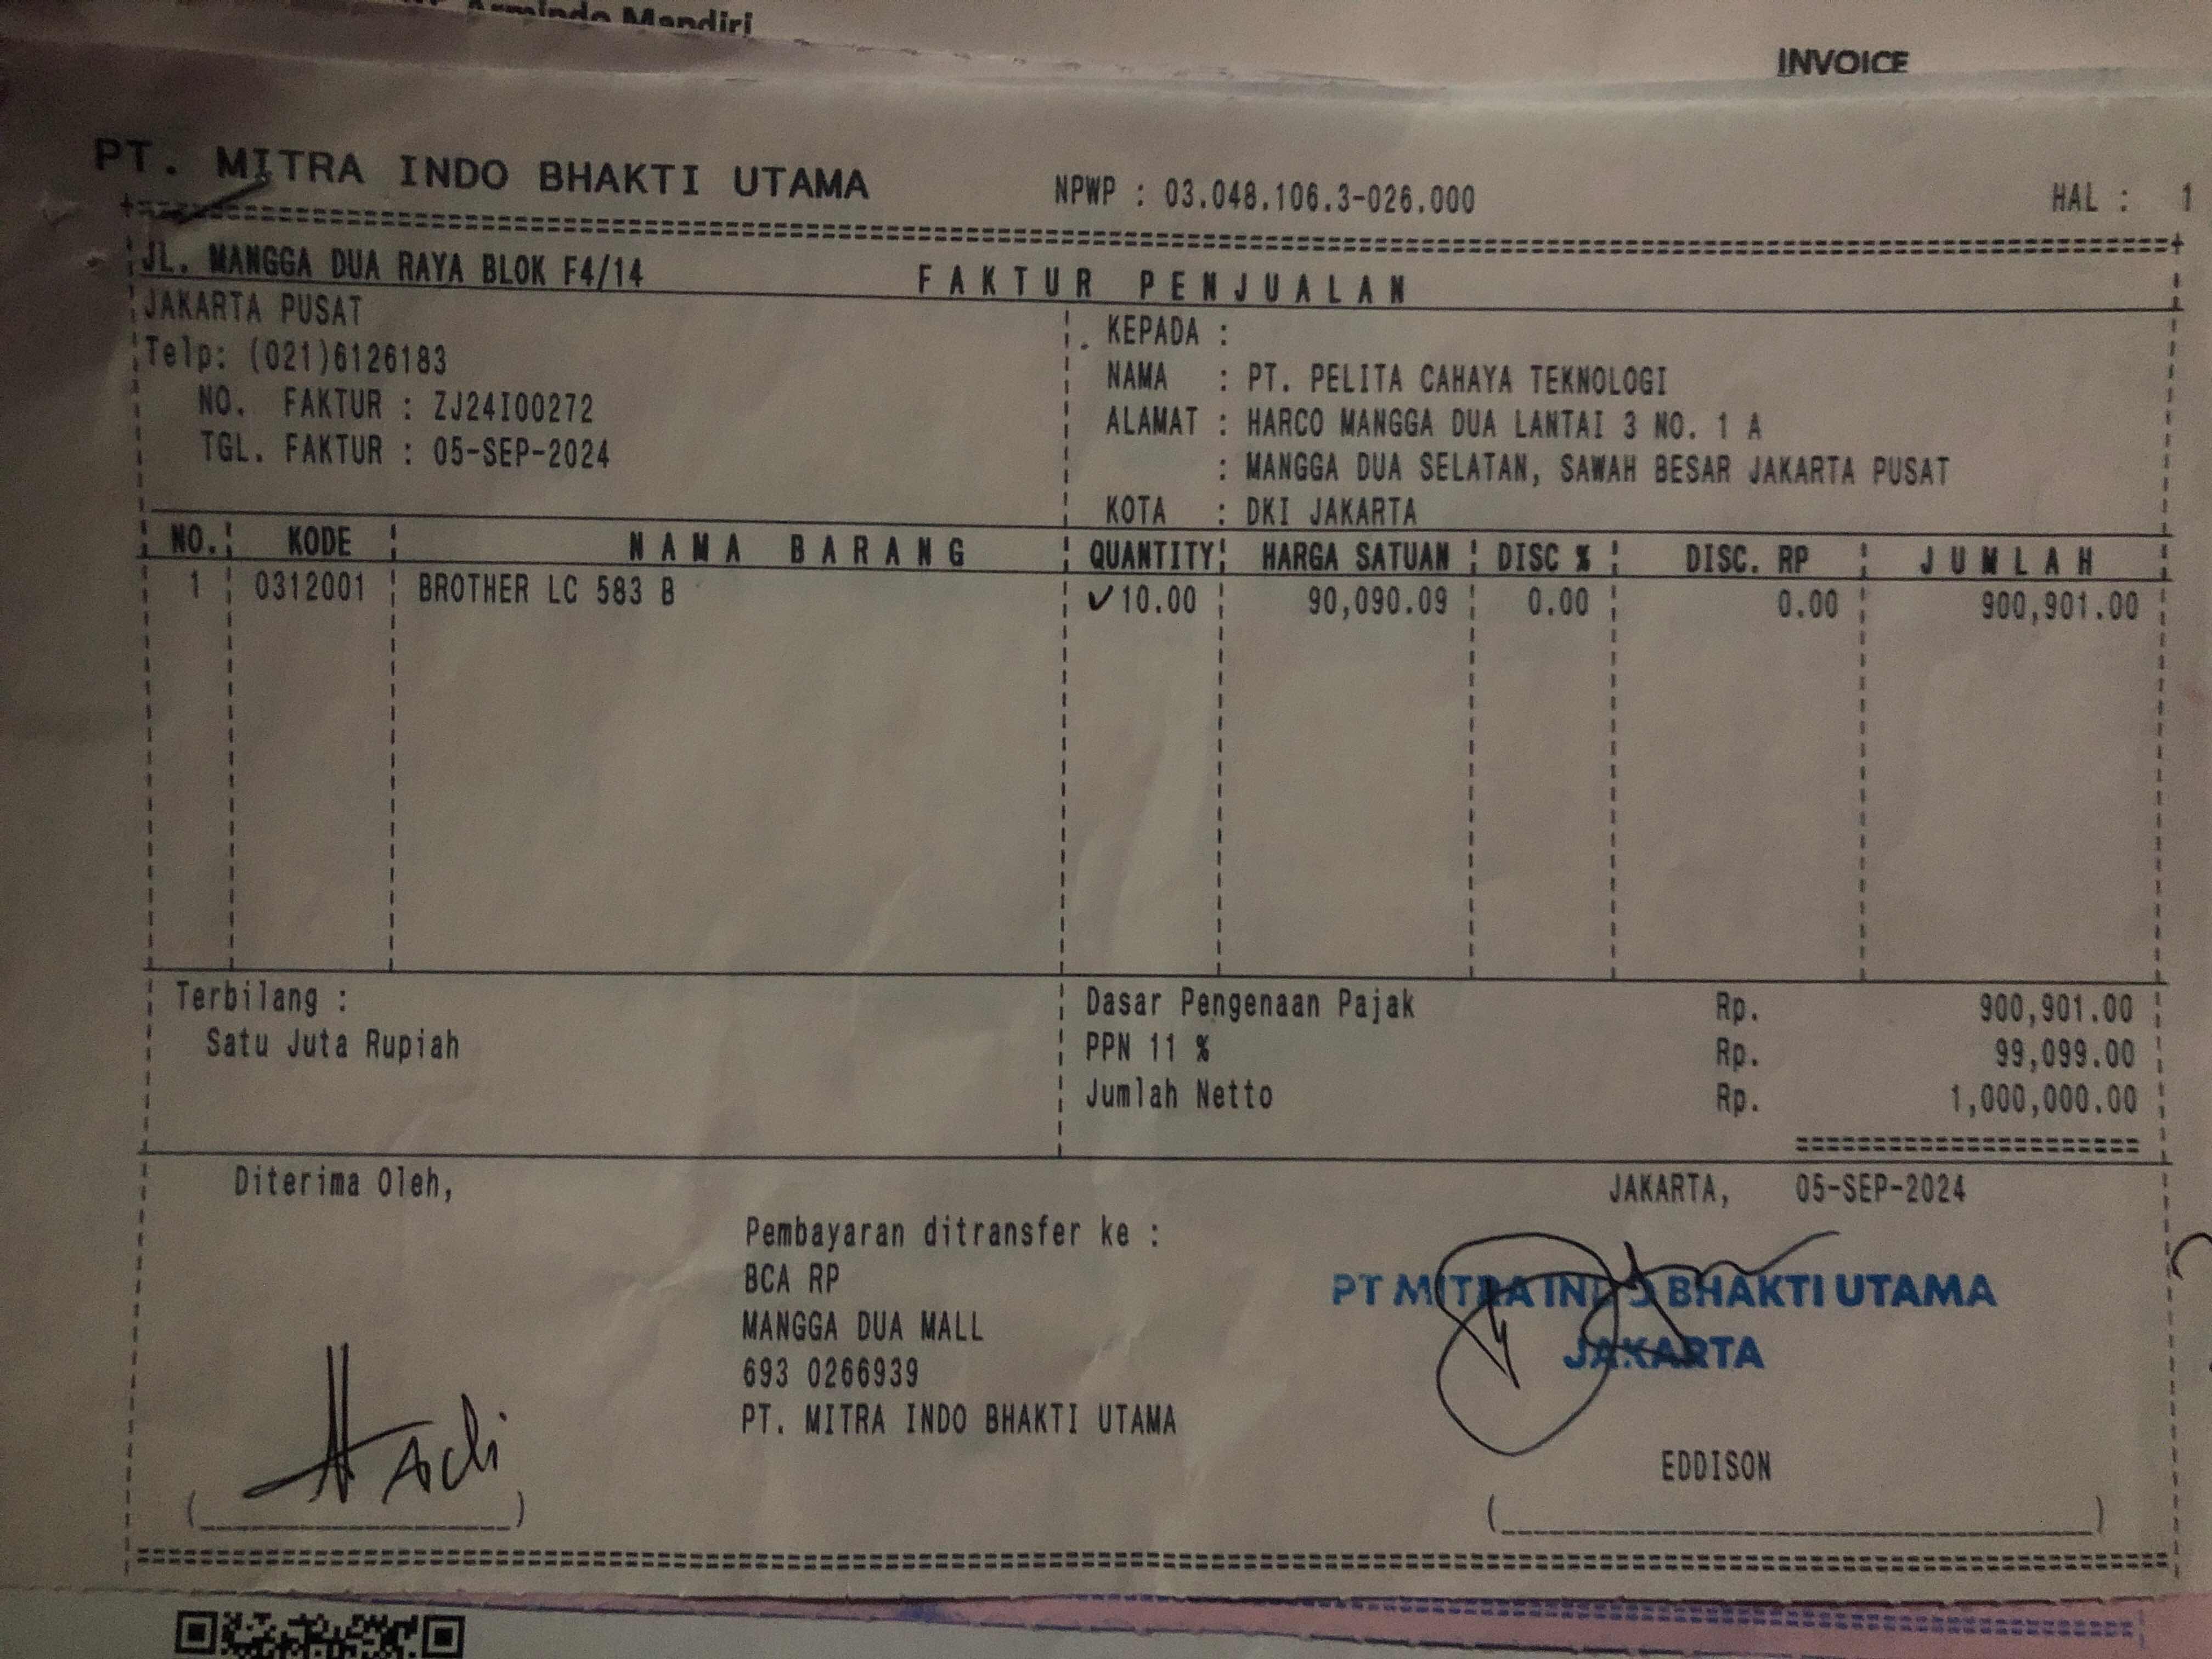 Armindo Mandiri
INVOICE
PT. MITRA INDO BHAKTI UTAMA NPWP : 03.048.106.3-026.000 HAL : 1
JL. MANGGA DUA RAYA BLOK F4/14 FAKTUR PENJUALAN
JAKARTA PUSAT
Telp: (021)6126183
NO. FAKTUR : ZJ24I00272
TGL. FAKTUR : 05-SEP-2024
KEPADA :
NAMA : PT. PELITA CAHAYA TEKNOLOGI
ALAMAT : HARCO MANGGA DUA LANTAI 3 NO. 1 A
: MANGGA DUA SELATAN, SAWAH BESAR JAKARTA PUSAT
KOTA : DKI JAKARTA
NO. KODE NAMA BARANG QUANTITY HARGA SATUAN DISC % DISC. RP JUMLAH
1 0312001 BROTHER LC 583 B ✓10.00 90,090.09 0.00 0.00 900,901.00
Terbilang :
Satu Juta Rupiah
Dasar Pengenaan Pajak Rp. 900,901.00
PPN 11 % Rp. 99,099.00
Jumlah Netto Rp. 1,000,000.00
Diterima Oleh,
Hadi
Pembayaran ditransfer ke :
BCA RP
MANGGA DUA MALL
693 0266939
PT. MITRA INDO BHAKTI UTAMA
JAKARTA, 05-SEP-2024
PT MITRA INDO BHAKTI UTAMA
JAKARTA
EDDISON